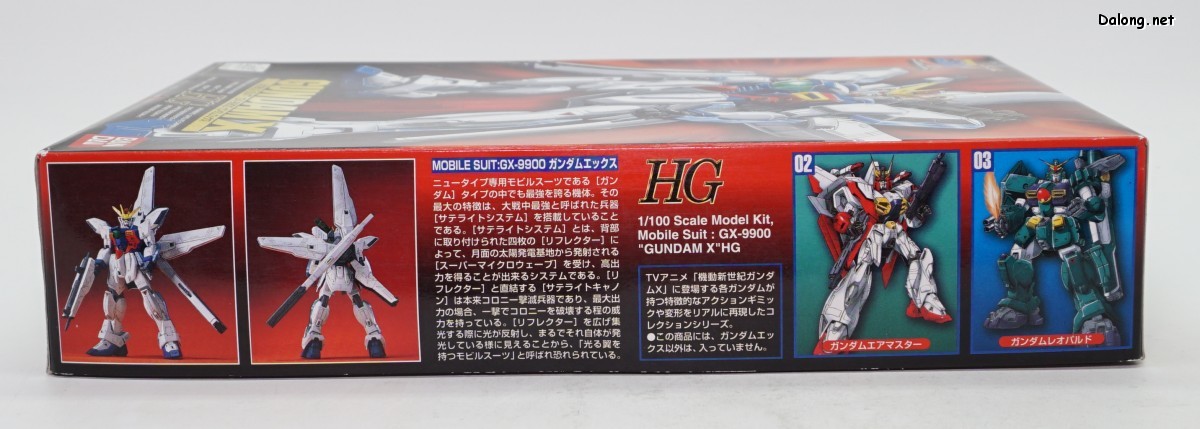 Dalong.net
GUNDAM X
MOBILE SUIT:GX-9900 ガンダムエックス
ニュータイプ専用モビルスーツである［ガン
ダム］タイプの中でも最強を誇る機体。その
最大の特徴は、大戦中最強と呼ばれた兵器
［サテライトシステム］を搭載していること
である。［サテライトシステム］とは、背部
に取り付けられた四枚の［リフレクター］に
よって、月面の太陽発電基地から発射される
［スーパーマイクロウェーブ］を受け、高出
力を得ることが出来るシステムである。［リ
フレクター］と直結する［サテライトキャノ
ン］は本来コロニー撃滅兵器であり、最大出
力の場合、一撃でコロニーを破壊する程の威
力を持っている。［リフレクター］を広げ集
光する際に光が反射し、まるでそれ自体が発
光している様に見えることから、「光る翼を
持つモビルスーツ」と呼ばれ恐れられている。
HG
1/100 Scale Model Kit,
Mobile Suit : GX-9900
"GUNDAM X"HG
TVアニメ「機動新世紀ガンダ
ムX」に登場する各ガンダムが
持つ特徴的なアクションギミッ
クや変形をリアルに再現したコ
レクションシリーズ。
●この商品には、ガンダムエッ
クス以外は、入っていません。
02
ガンダムエアマスター
03
ガンダムレオパルド